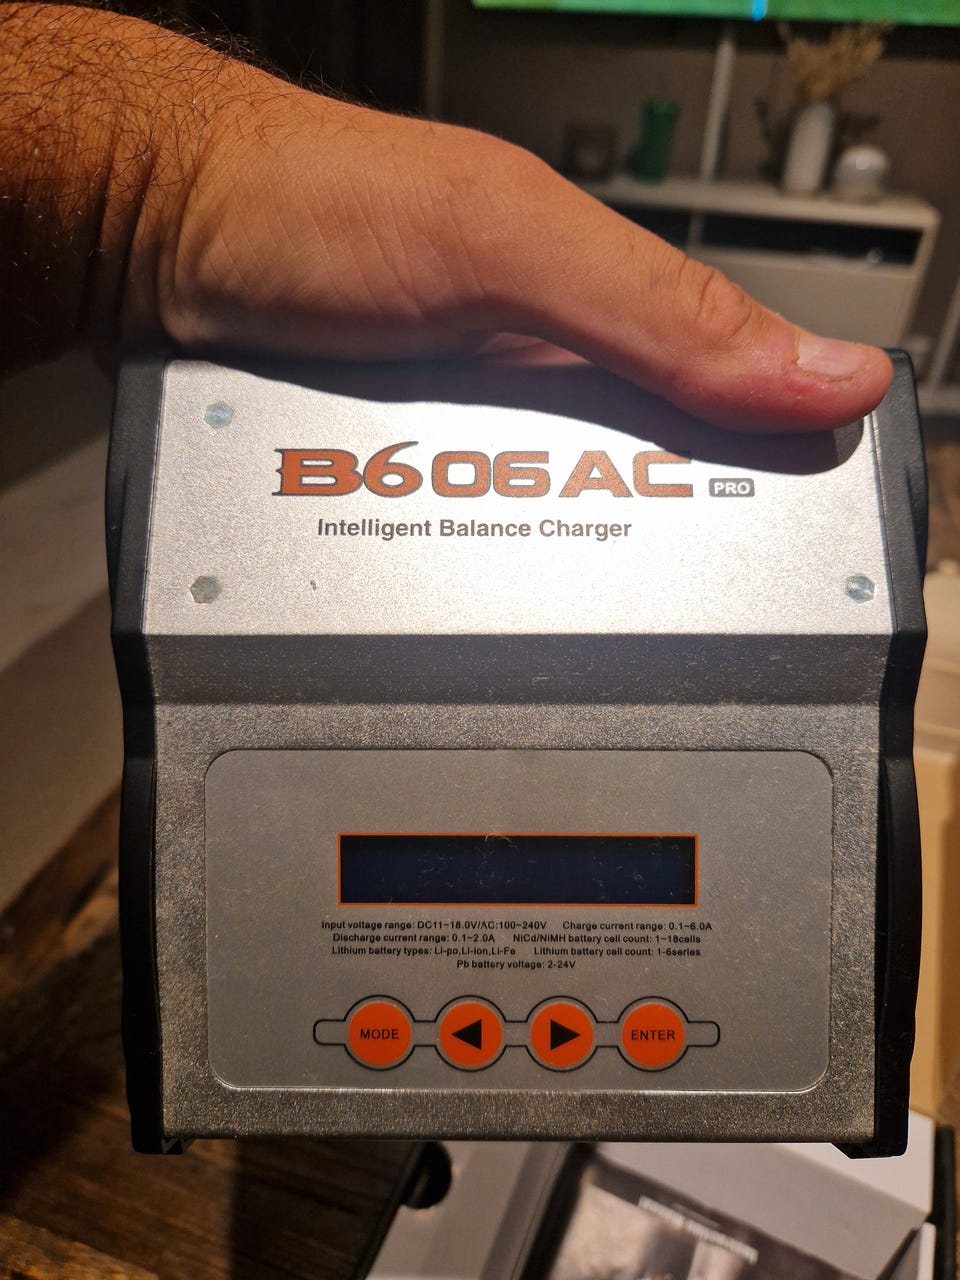 B606AC PRO
Intelligent Balance Charger
Input voltage range: DC11~18.0V/AC:100~240V Charge current range: 0.1~6.0A
Discharge current range: 0.1~2.0A NiCd/NiMH battery cell count: 1~18cells
Lithium battery types: Li-po,Li-ion,Li-Fe Lithium battery cell count: 1-6series
Pb battery voltage: 2-24V
MODE ENTER